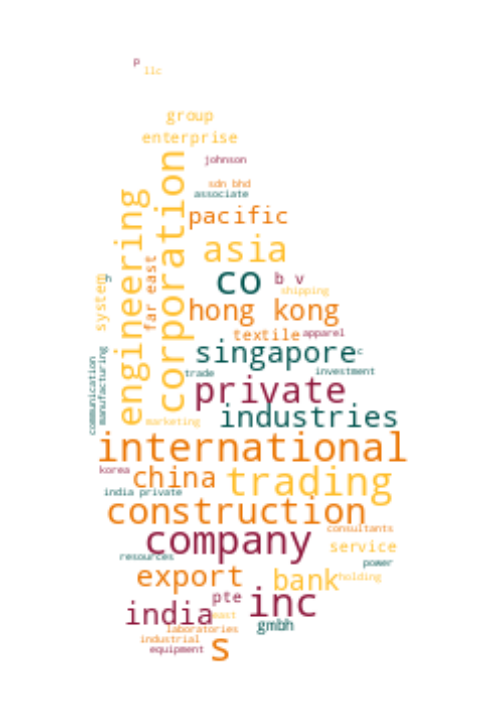 p
llc
group
enterprise
corporation
johnson
sdn bhd
associate
engineering
pacific
asia
far east
system
h
co
b v
shipping
hong kong
textile
apparel
singapore
c
communication
manufacturing
trade
investment
private
industries
marketing
international
korea
china
trading
india private
construction
consultants
company
service
resources
power
export
bank
holding
pte
inc
india
east
gmbh
laboratories
industrial
s
equipment